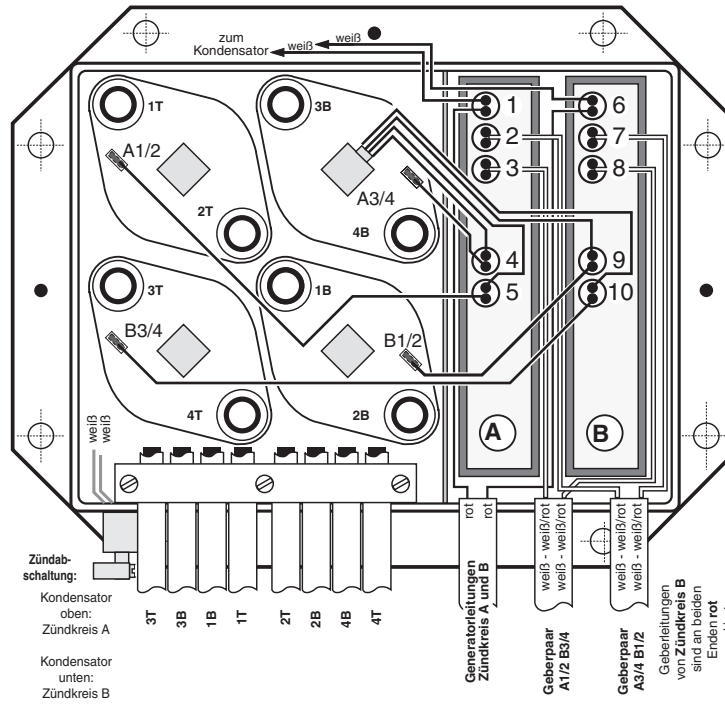 zum
Kondensator
weiß
weiß
1T
3B
A1/2
A3/4
2T
4B
3T
1B
B3/4
B1/2
4T
2B
1
2
3
4
5
A
6
7
8
9
10
B
weiß
weiß
Zündab-
schaltung:
Kondensator
oben:
Zündkreis A
Kondensator
unten:
Zündkreis B
3T
3B
1B
1T
2T
2B
4B
4T
rot
rot
Generatorleitungen
Zündkreis A und B
weiß - weiß/rot
weiß - weiß/rot
Geberpaar
A1/2 B3/4
weiß - weiß/rot
weiß - weiß/rot
Geberpaar
A3/4 B1/2
Geberleitungen
von Zündkreis B
sind an beiden
Enden rot